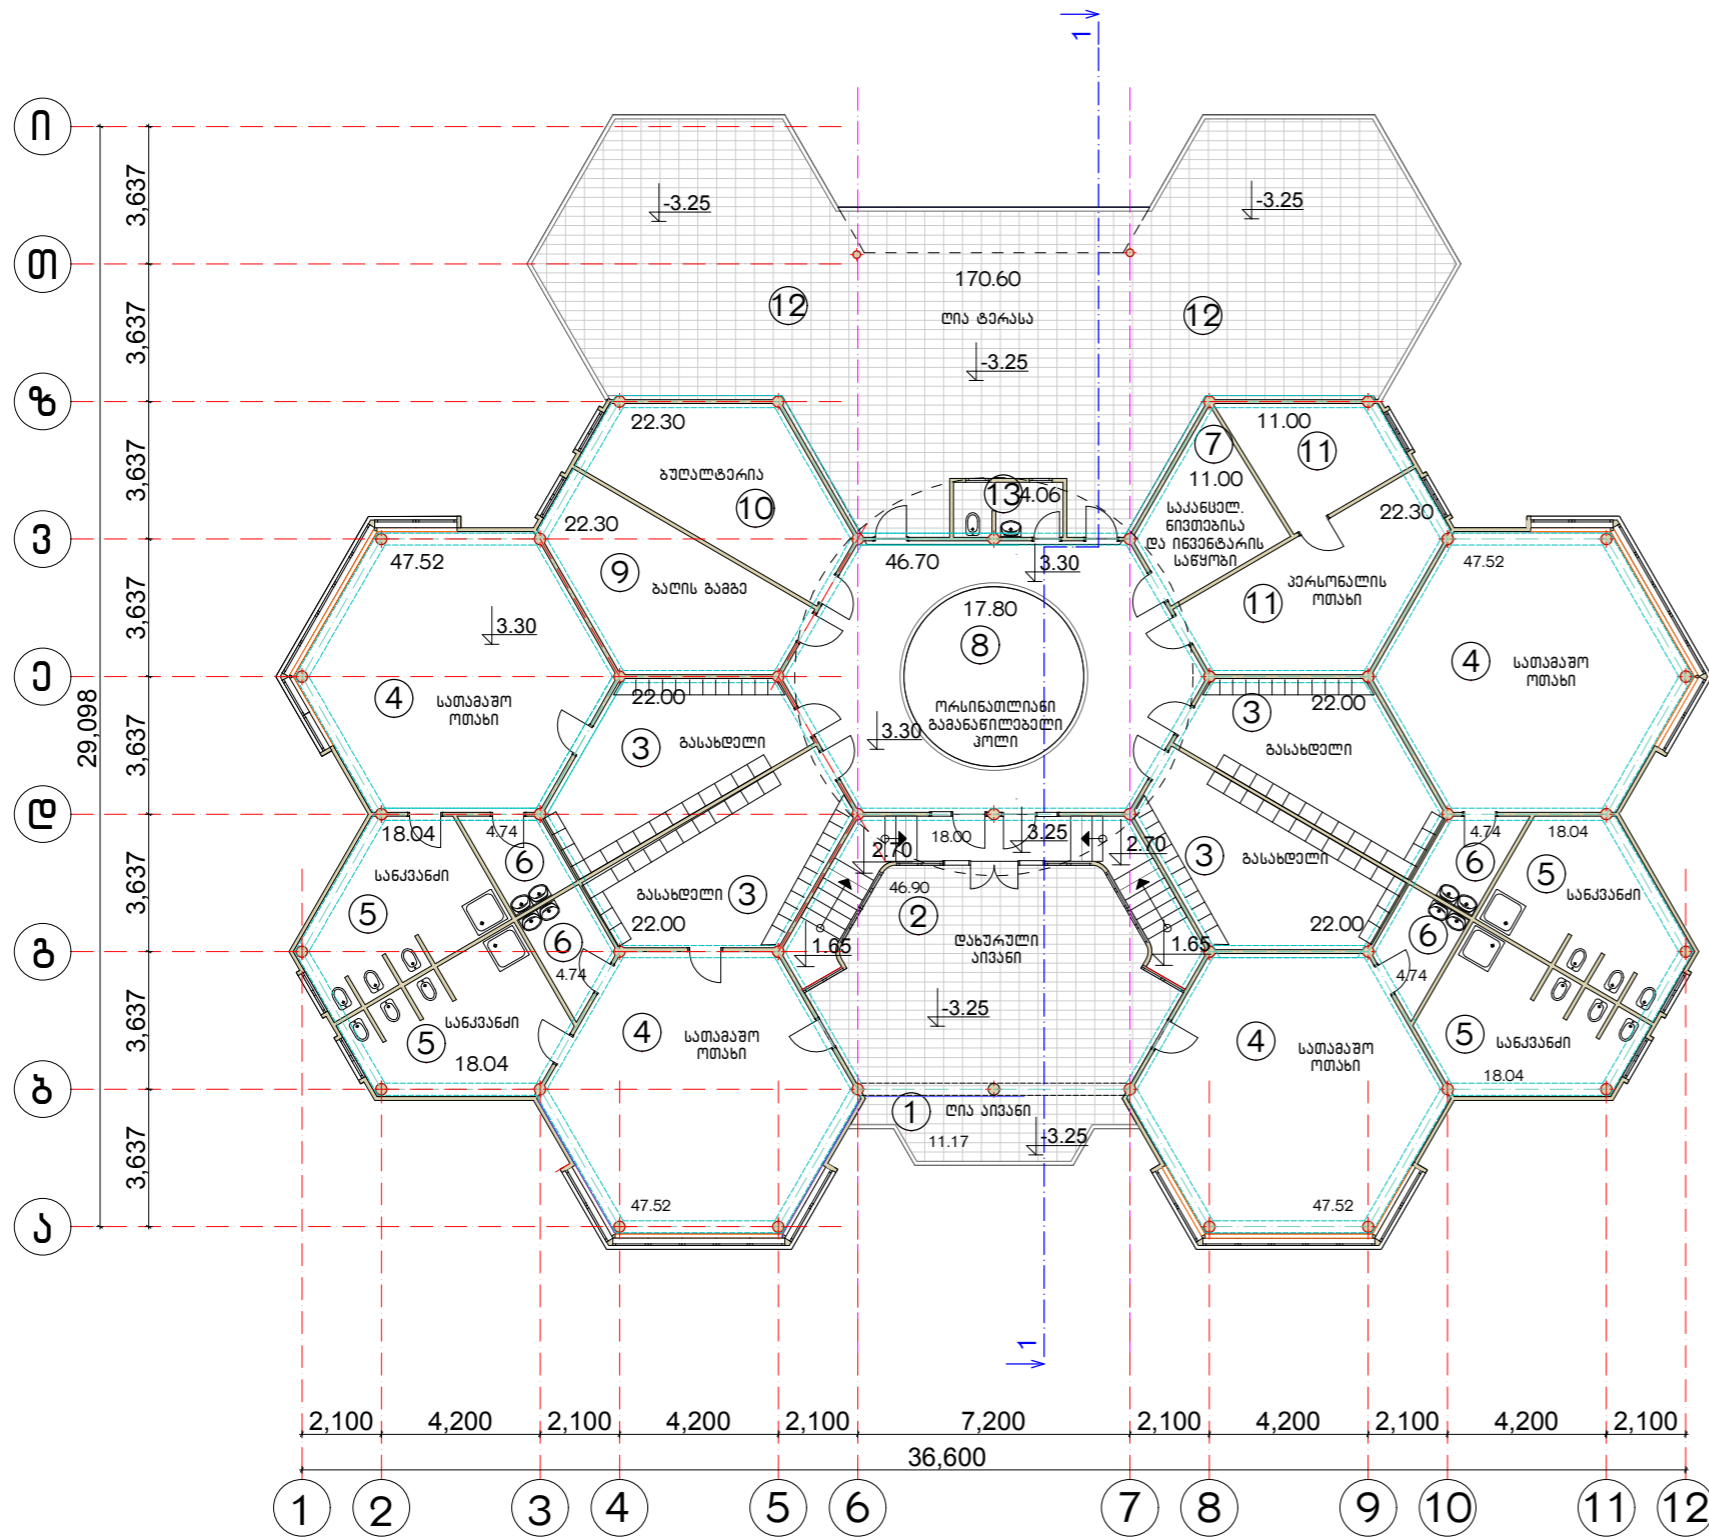 1
ი
თ
ზ
ვ
ე
დ
გ
ბ
ა
3,637
3,637
3,637
3,637
3,637
3,637
3,637
3,637
29,098
-3.25
-3.25
170.60
12
ღია ტერასა
12
-3.25
22.30
ბუღალტერია
10
22.30
9
ბაღის გამგე
13
4.06
7
11.00
11
11.00
საკანცელ.
ნივთებისა
და ინვენტარის
საწყობი
22.30
პერსონალის
ოთახი
11
47.52
3.30
4
სათამაშო
ოთახი
46.70
3.30
17.80
8
ორსინათლიანი
გამანაწილებელი
ჰოლი
3.30
47.52
4
სათამაშო
ოთახი
22.00
3
გასახდელი
3
22.00
გასახდელი
18.04
4.74
6
სანკვანძი
5
გასახდელი
3
22.00
6
4.74
18.00
3.25
2.70
2.70
46.90
2
დახურული
აივანი
1.65
1.65
-3.25
3
გასახდელი
22.00
4.74
18.04
6
5
სანკვანძი
6
4.74
სანკვანძი
5
18.04
4
სათამაშო
ოთახი
47.52
1
ღია აივანი
11.17
-3.25
4
სათამაშო
ოთახი
47.52
5
სანკვანძი
18.04
1
2,100
4,200
2,100
4,200
2,100
7,200
2,100
4,200
2,100
4,200
2,100
36,600
1
2
3
4
5
6
7
8
9
10
11
12